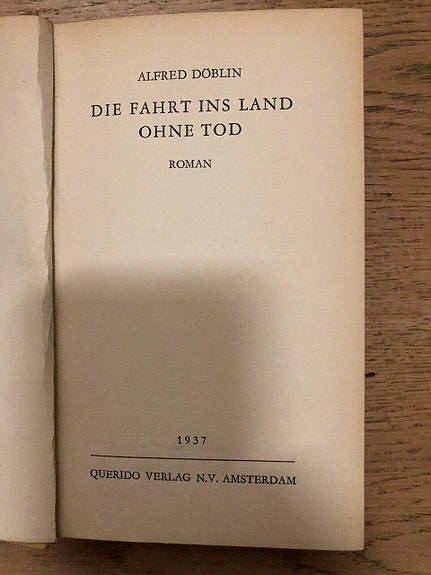 ALFRED DÖBLIN
DIE FAHRT INS LAND
OHNE TOD
ROMAN
1937
QUERIDO VERLAG N.V. AMSTERDAM